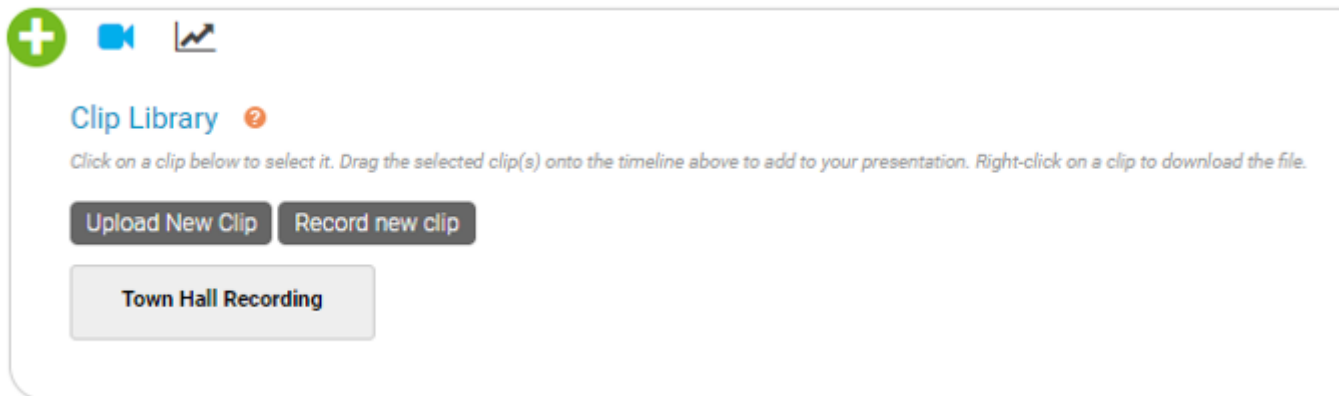 Clip Library ?
Click on a clip below to select it. Drag the selected clip(s) onto the timeline above to add to your presentation. Right-click on a clip to download the file.
Upload New Clip Record new clip
Town Hall Recording